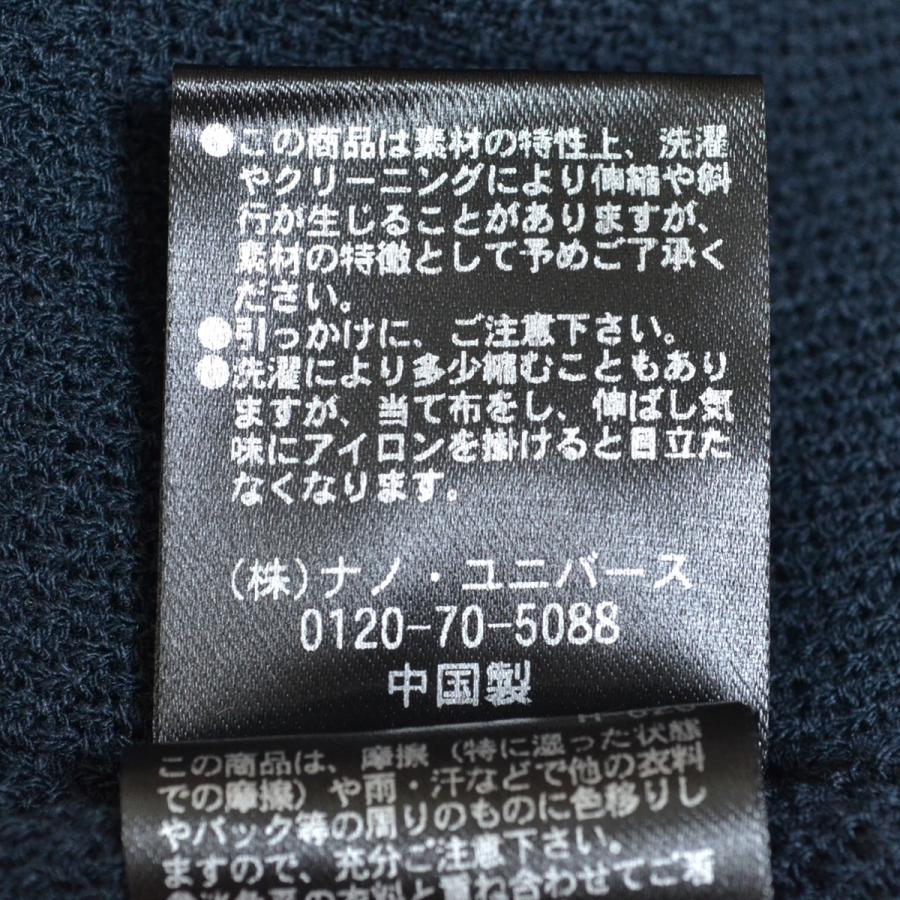 ●この商品は素材の特性上、洗濯
やクリーニングにより伸縮や斜
行が生じることがありますが、
素材の特徴として予めご了承く
ださい。
●引っかけに、ご注意下さい。
●洗濯により多少縮むこともあり
ますが、当て布をし、伸ばし気
味にアイロンを掛けると目立た
なくなります。
(株)ナノ・ユニバース
0120-70-5088
中国製
この商品は、摩擦(特に湿った状態
での摩擦)や雨・汗などで他の衣料
やバック等の周りのものに色移りし
ますので、充分ご注意下さい。
と重ね合わせてご着